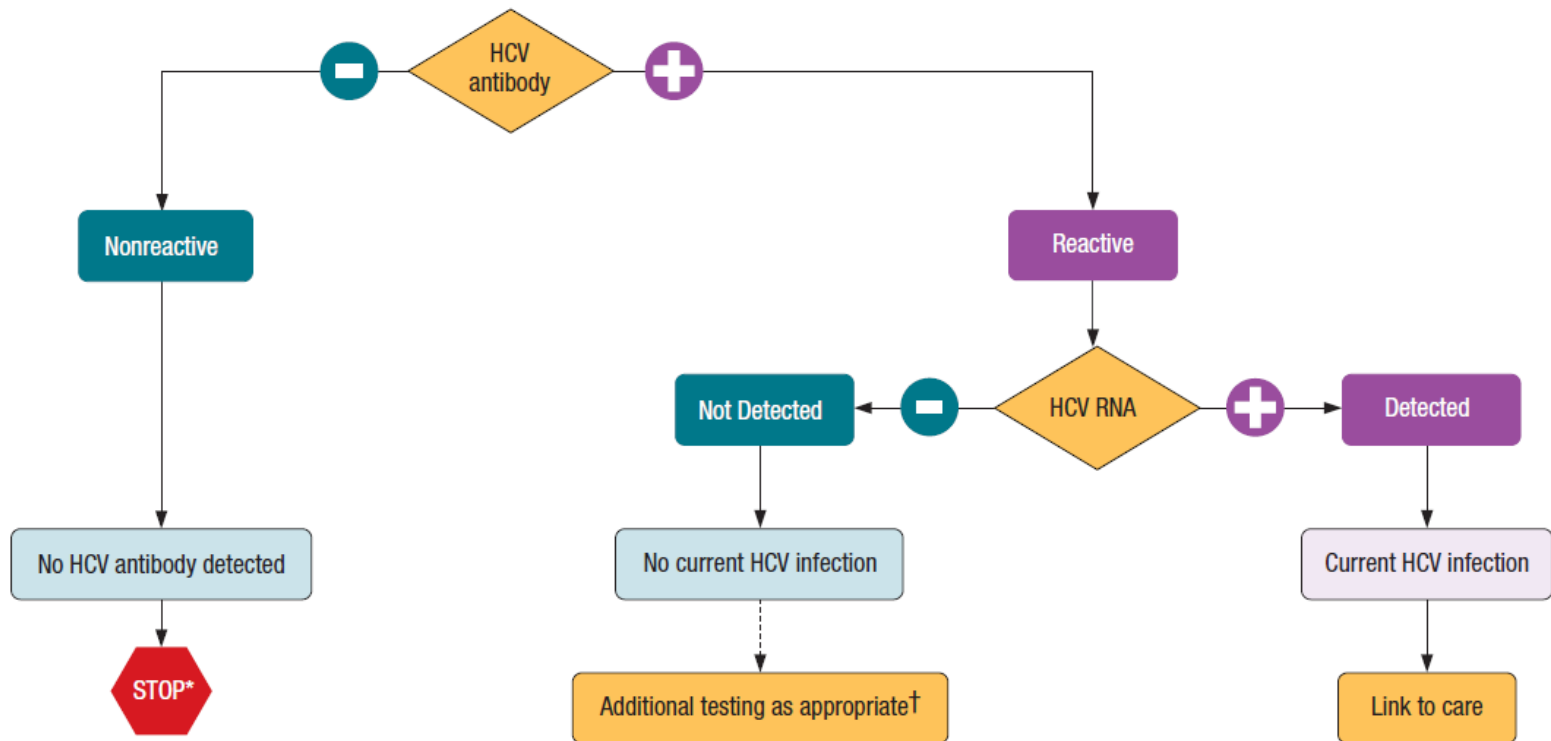 HCV
antibody
Nonreactive
Reactive
Not Detected
HCV RNA
Detected
No HCV antibody detected
No current HCV infection
Current HCV infection
STOP*
Additional testing as appropriate†
Link to care